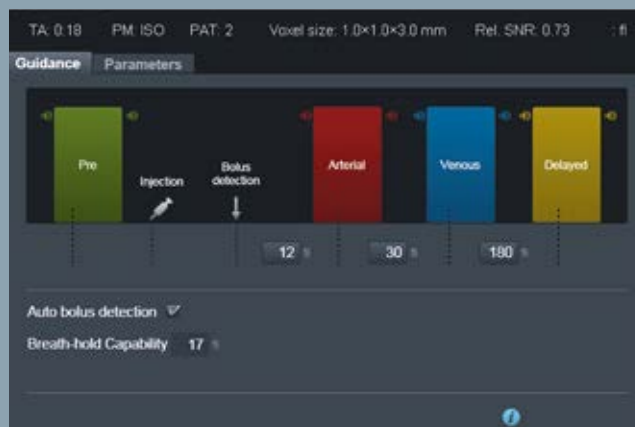 TA: 0:18 PM: ISO PAT: 2 Voxel size: 1.0×1.0×3.0 mm Rel. SNR: 0.73 : fl
Guidance Parameters
Pre Injection Bolus detection Arterial Venous Delayed
12 s 30 s 180 s
Auto bolus detection
Breath-hold Capability 17 s
i